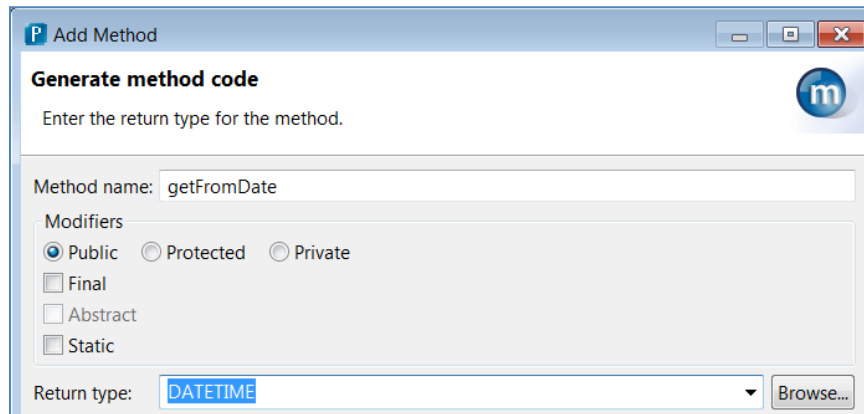 P Add Method
Generate method code
Enter the return type for the method.
m
Method name: getFromDate
Modifiers
Public Protected Private
Final
Abstract
Static
Return type: DATETIME Browse...